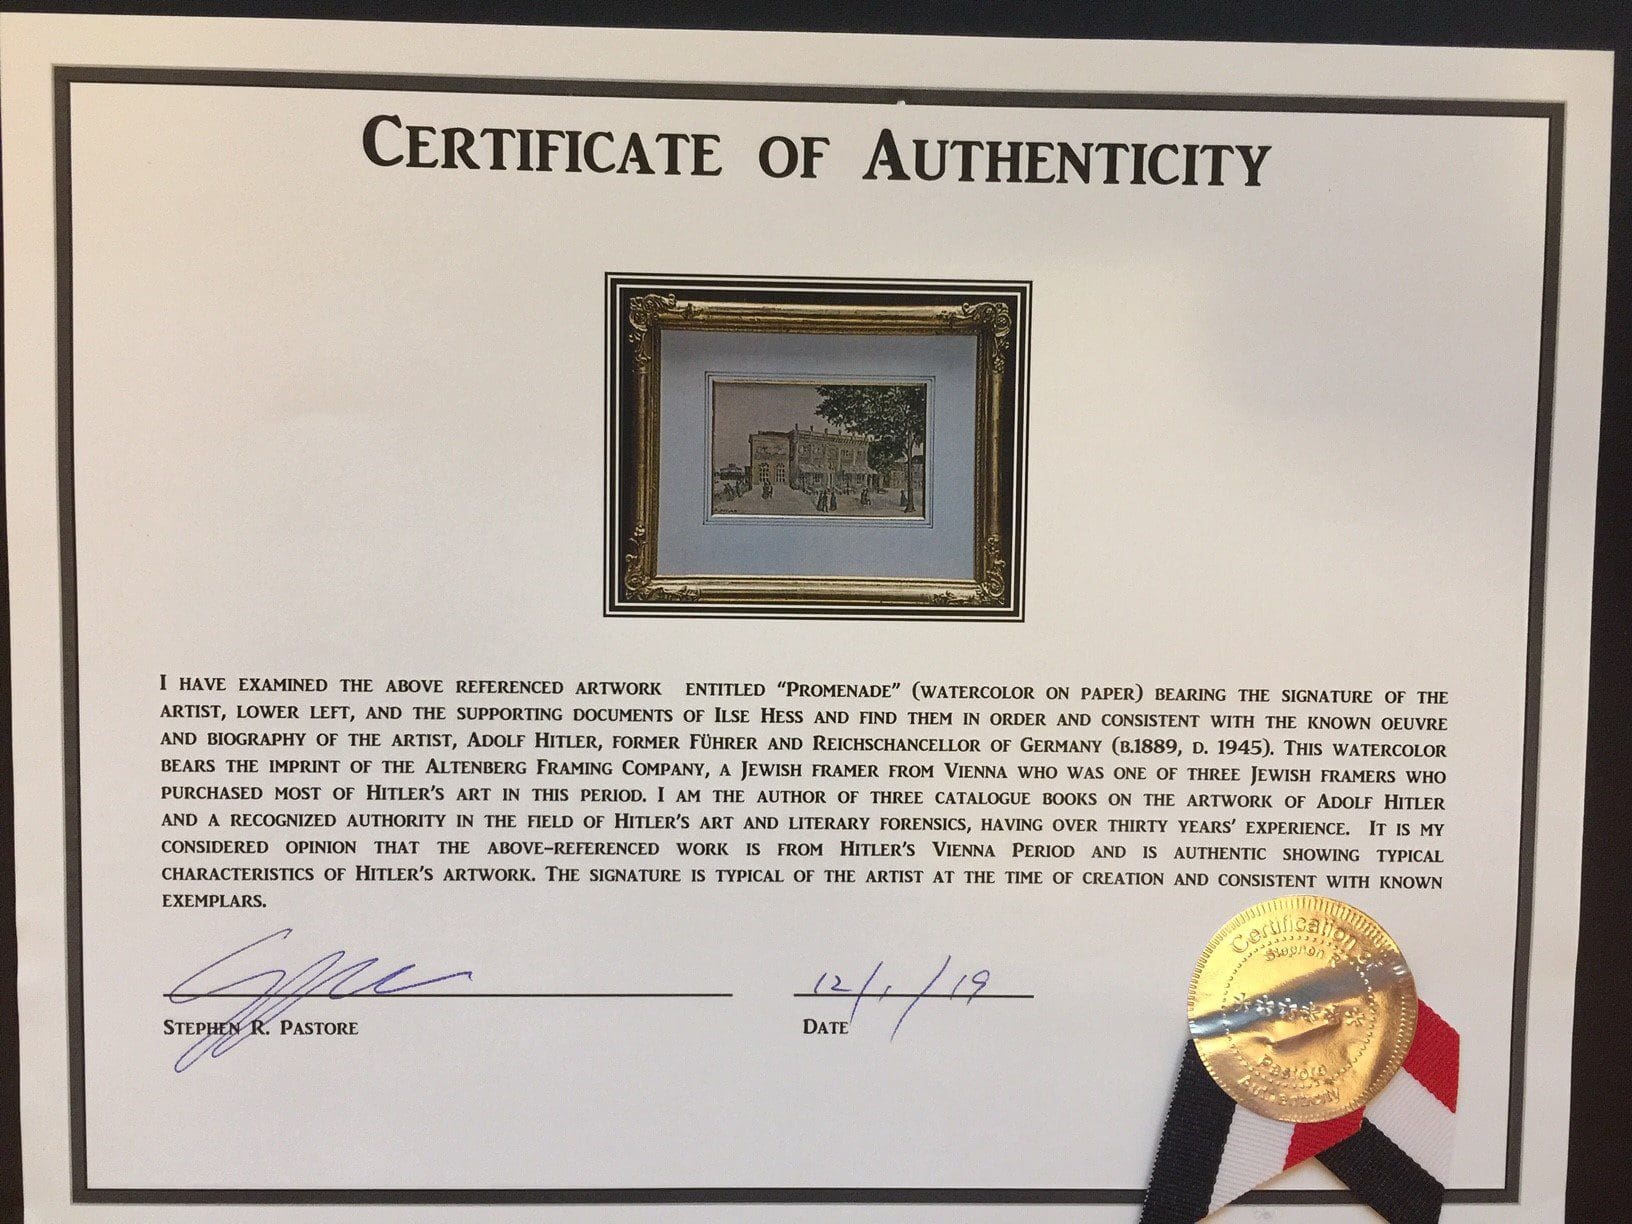 CERTIFICATE OF AUTHENTICITY
I HAVE EXAMINED THE ABOVE REFERENCED ARTWORK ENTITLED "PROMENADE" (WATERCOLOR ON PAPER) BEARING THE SIGNATURE OF THE
ARTIST, LOWER LEFT, AND THE SUPPORTING DOCUMENTS OF ILSE HESS AND FIND THEM IN ORDER AND CONSISTENT WITH THE KNOWN OEUVRE
AND BIOGRAPHY OF THE ARTIST, ADOLF HITLER, FORMER FÜHRER AND REICHSCHANCELLOR OF GERMANY (B.1889, D. 1945). THIS WATERCOLOR
BEARS THE IMPRINT OF THE ALTENBERG FRAMING COMPANY, A JEWISH FRAMER FROM VIENNA WHO WAS ONE OF THREE JEWISH FRAMERS WHO
PURCHASED MOST OF HITLER'S ART IN THIS PERIOD. I AM THE AUTHOR OF THREE CATALOGUE BOOKS ON THE ARTWORK OF ADOLF HITLER
AND A RECOGNIZED AUTHORITY IN THE FIELD OF HITLER'S ART AND LITERARY FORENSICS, HAVING OVER THIRTY YEARS' EXPERIENCE. IT IS MY
CONSIDERED OPINION THAT THE ABOVE-REFERENCED WORK IS FROM HITLER'S VIENNA PERIOD AND IS AUTHENTIC SHOWING TYPICAL
CHARACTERISTICS OF HITLER'S ARTWORK. THE SIGNATURE IS TYPICAL OF THE ARTIST AT THE TIME OF CREATION AND CONSISTENT WITH KNOWN
EXEMPLARS.
12/1/19
STEPHEN R. PASTORE
DATE
Certification
Stephen R.
Pastore